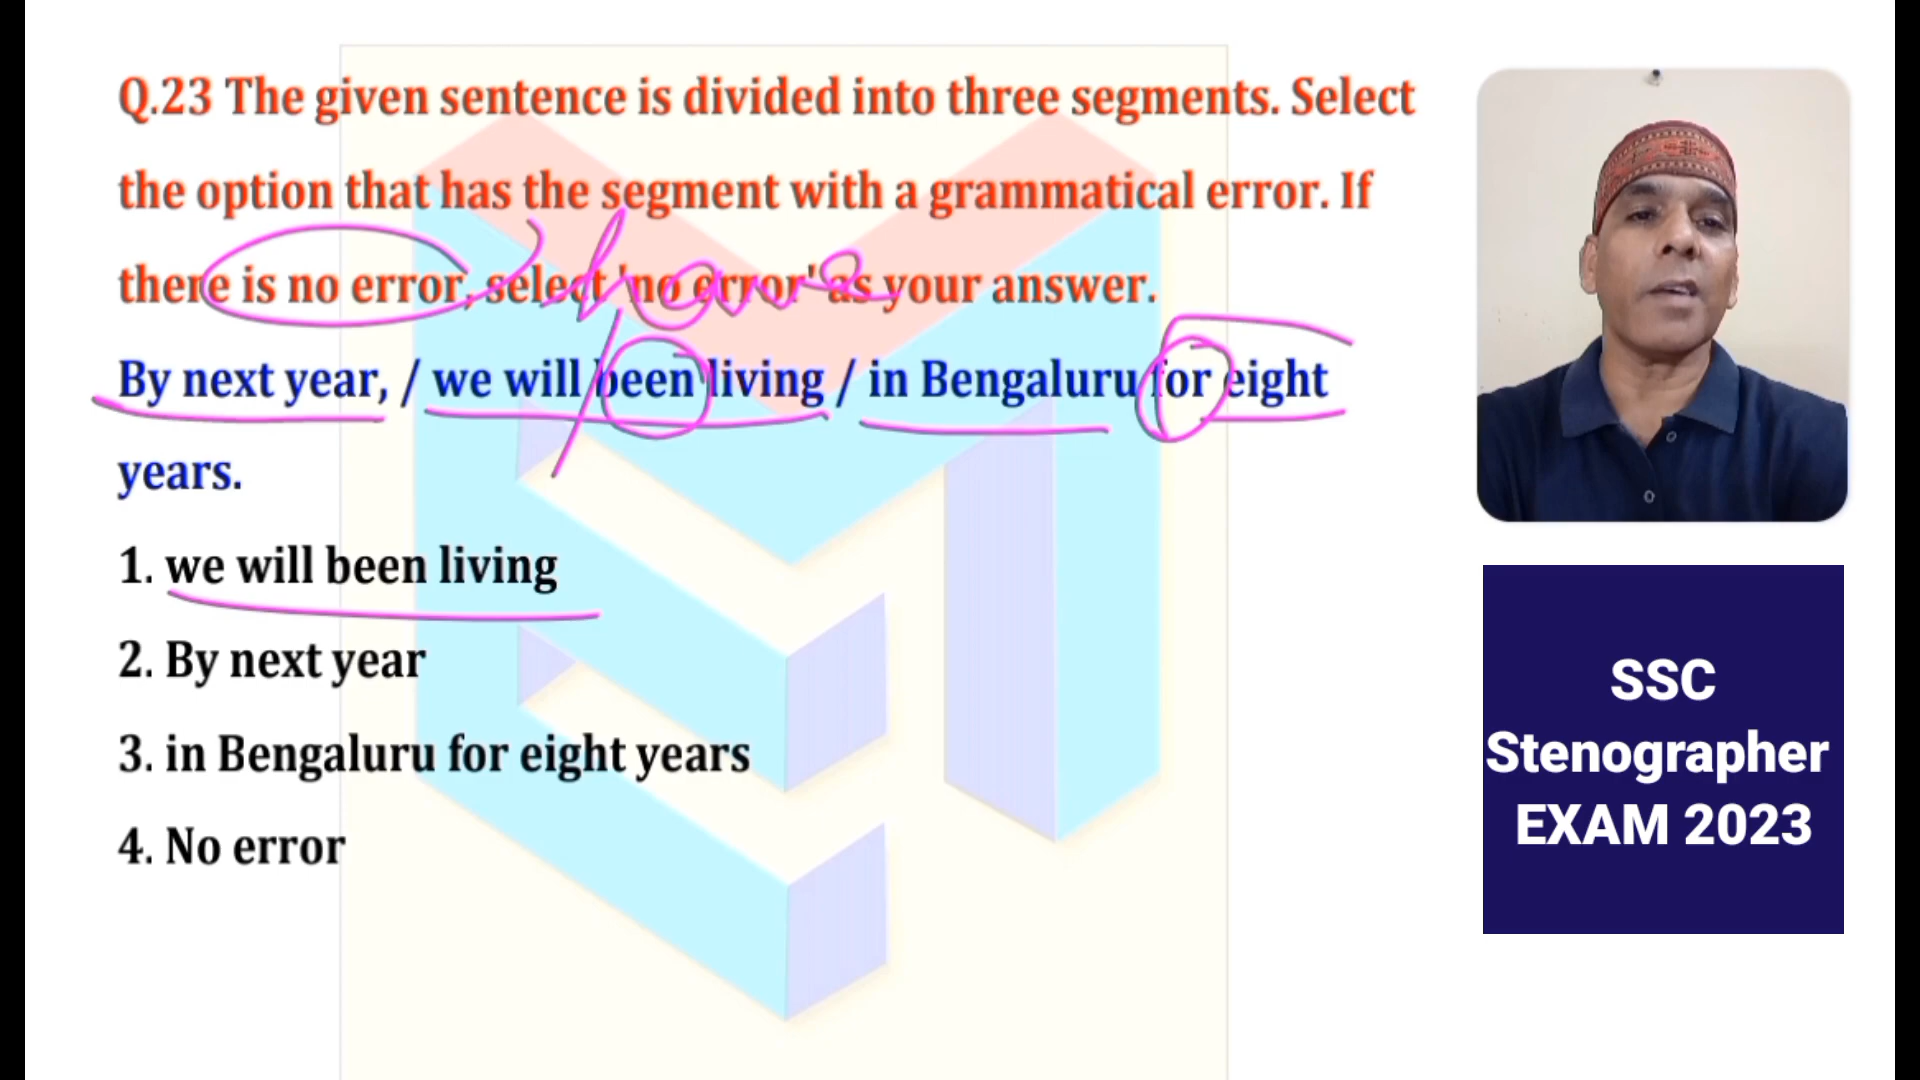 Q.23 The given sentence is divided into three segments. Select
the option that has the segment with a grammatical error. If
there is no error, select 'no error' as your answer.
have
By next year, / we will been living / in Bengaluru for eight
years.
1. we will been living
2. By next year
3. in Bengaluru for eight years
4. No error
SSC
Stenographer
EXAM 2023